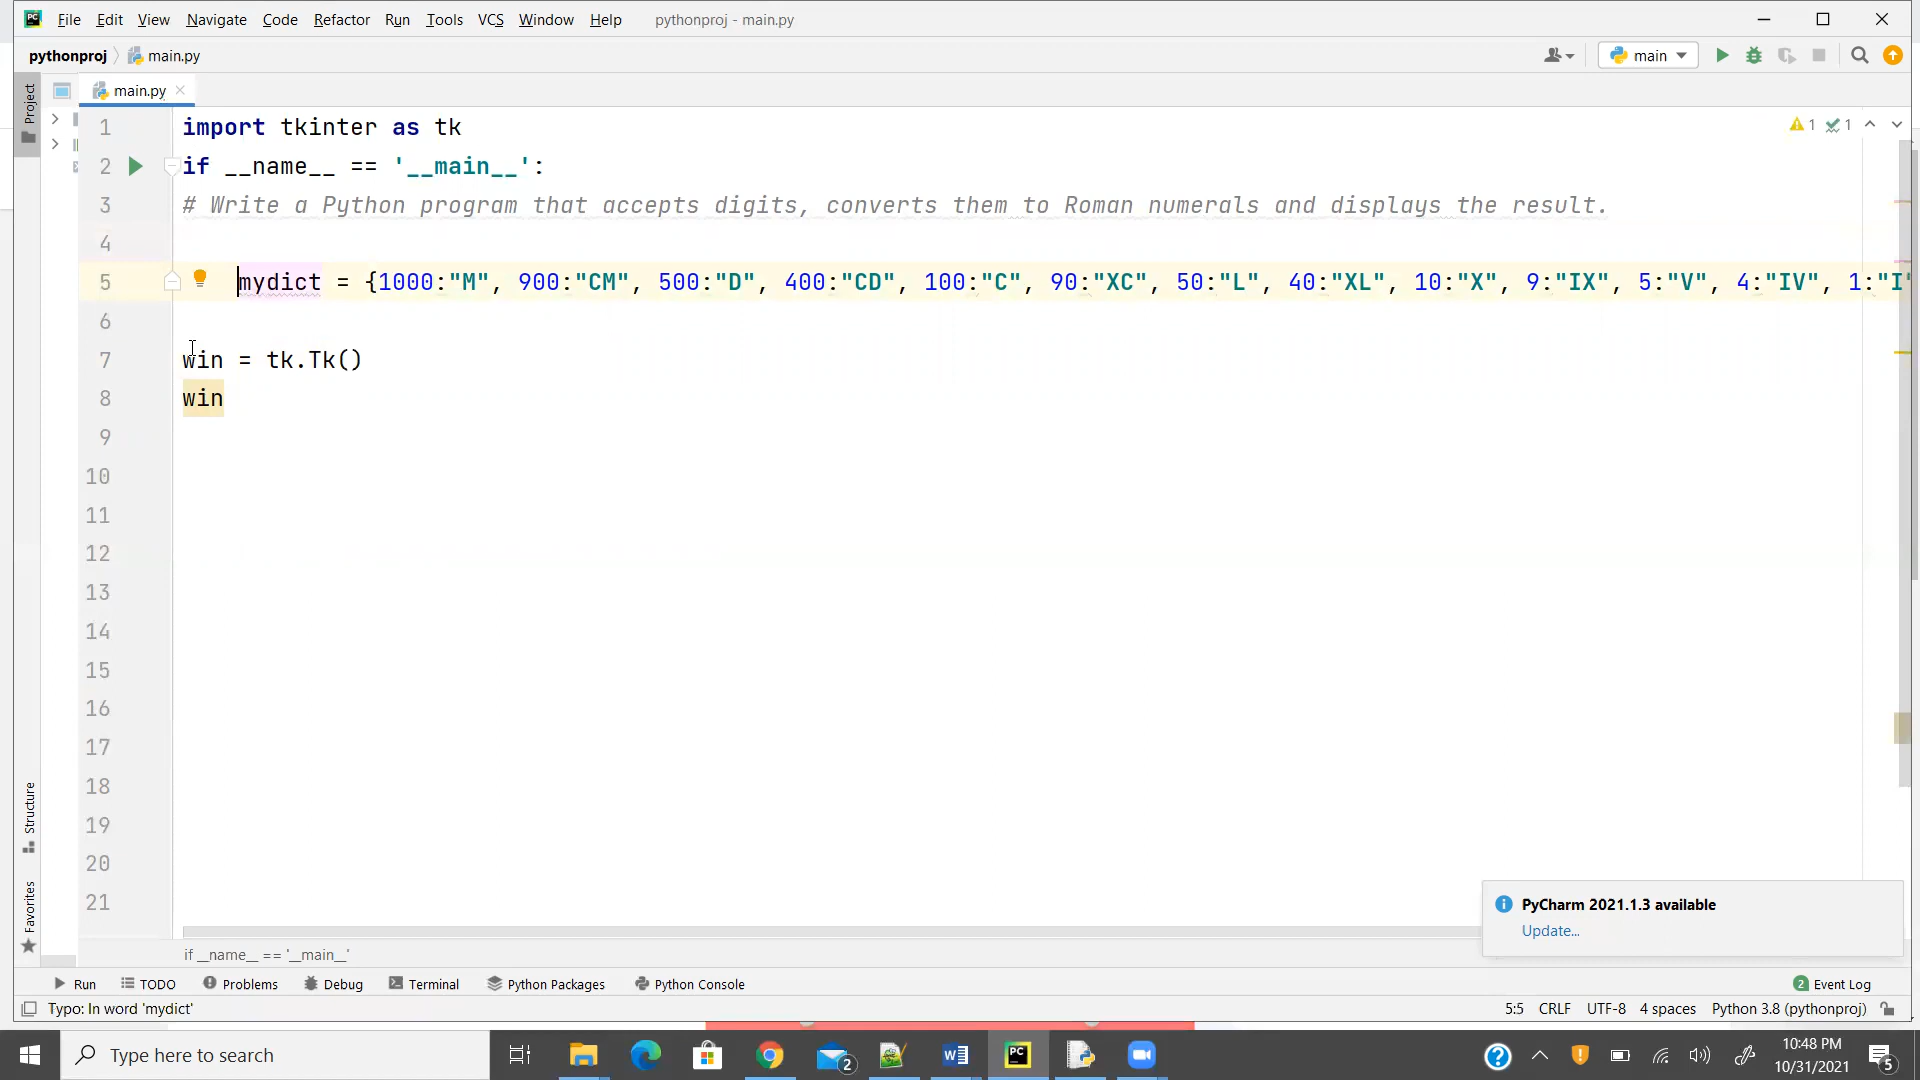 File Edit View Navigate Code Refactor Run Tools VCS Window Help pythonproj - main.py
pythonproj main.py main
main.py
Project
1 import tkinter as tk
1 1
2 if __name__ == '__main__':
3 # Write a Python program that accepts digits, converts them to Roman numerals and displays the result.
4
5 mydict = {1000:"M", 900:"CM", 500:"D", 400:"CD", 100:"C", 90:"XC", 50:"L", 40:"XL", 10:"X", 9:"IX", 5:"V", 4:"IV", 1:"I"
6
7 win = tk.Tk()
8 win
9
10
11
12
13
14
15
16
17
18
19
20
21
Structure
Favorites
PyCharm 2021.1.3 available
Update...
if __name__ == '__main__'
Run TODO Problems Debug Terminal Python Packages Python Console 2 Event Log
Typo: In word 'mydict' 5:5 CRLF UTF-8 4 spaces Python 3.8 (pythonproj)
Type here to search 2 PC 10:48 PM
10/31/2021 5